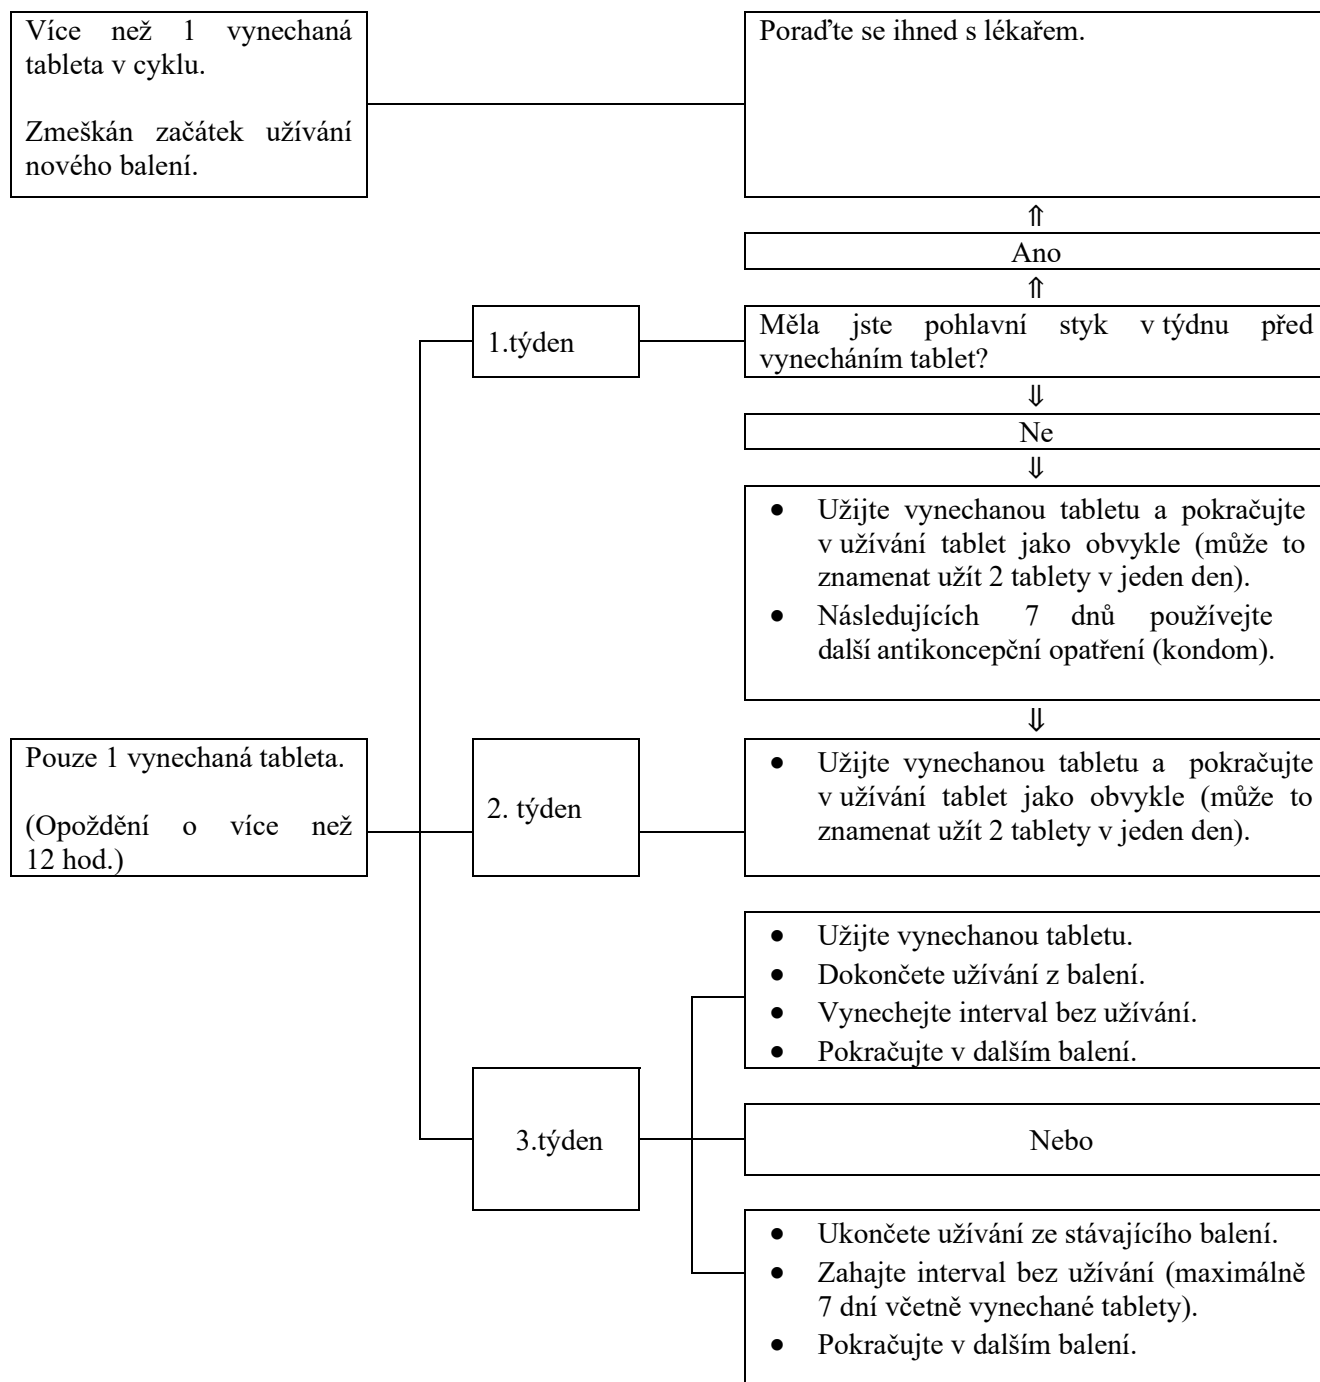 Více než 1 vynechaná
tableta v cyklu.
Zmeškán začátek užívání
nového balení.
Poraďte se ihned s lékařem.
⇑
Ano
⇑
1.týden
Měla jste pohlavní styk v týdnu před
vynecháním tablet?
⇓
Ne
⇓
• Užijte vynechanou tabletu a pokračujte
v užívání tablet jako obvykle (může to
znamenat užít 2 tablety v jeden den).
• Následujících 7 dnů používejte
další antikoncepční opatření (kondom).
⇓
Pouze 1 vynechaná tableta.
(Opoždění o více než
12 hod.)
2. týden
• Užijte vynechanou tabletu a pokračujte
v užívání tablet jako obvykle (může to
znamenat užít 2 tablety v jeden den).
• Užijte vynechanou tabletu.
• Dokončete užívání z balení.
• Vynechejte interval bez užívání.
• Pokračujte v dalším balení.
3.týden
Nebo
• Ukončete užívání ze stávajícího balení.
• Zahajte interval bez užívání (maximálně
7 dní včetně vynechané tablety).
• Pokračujte v dalším balení.